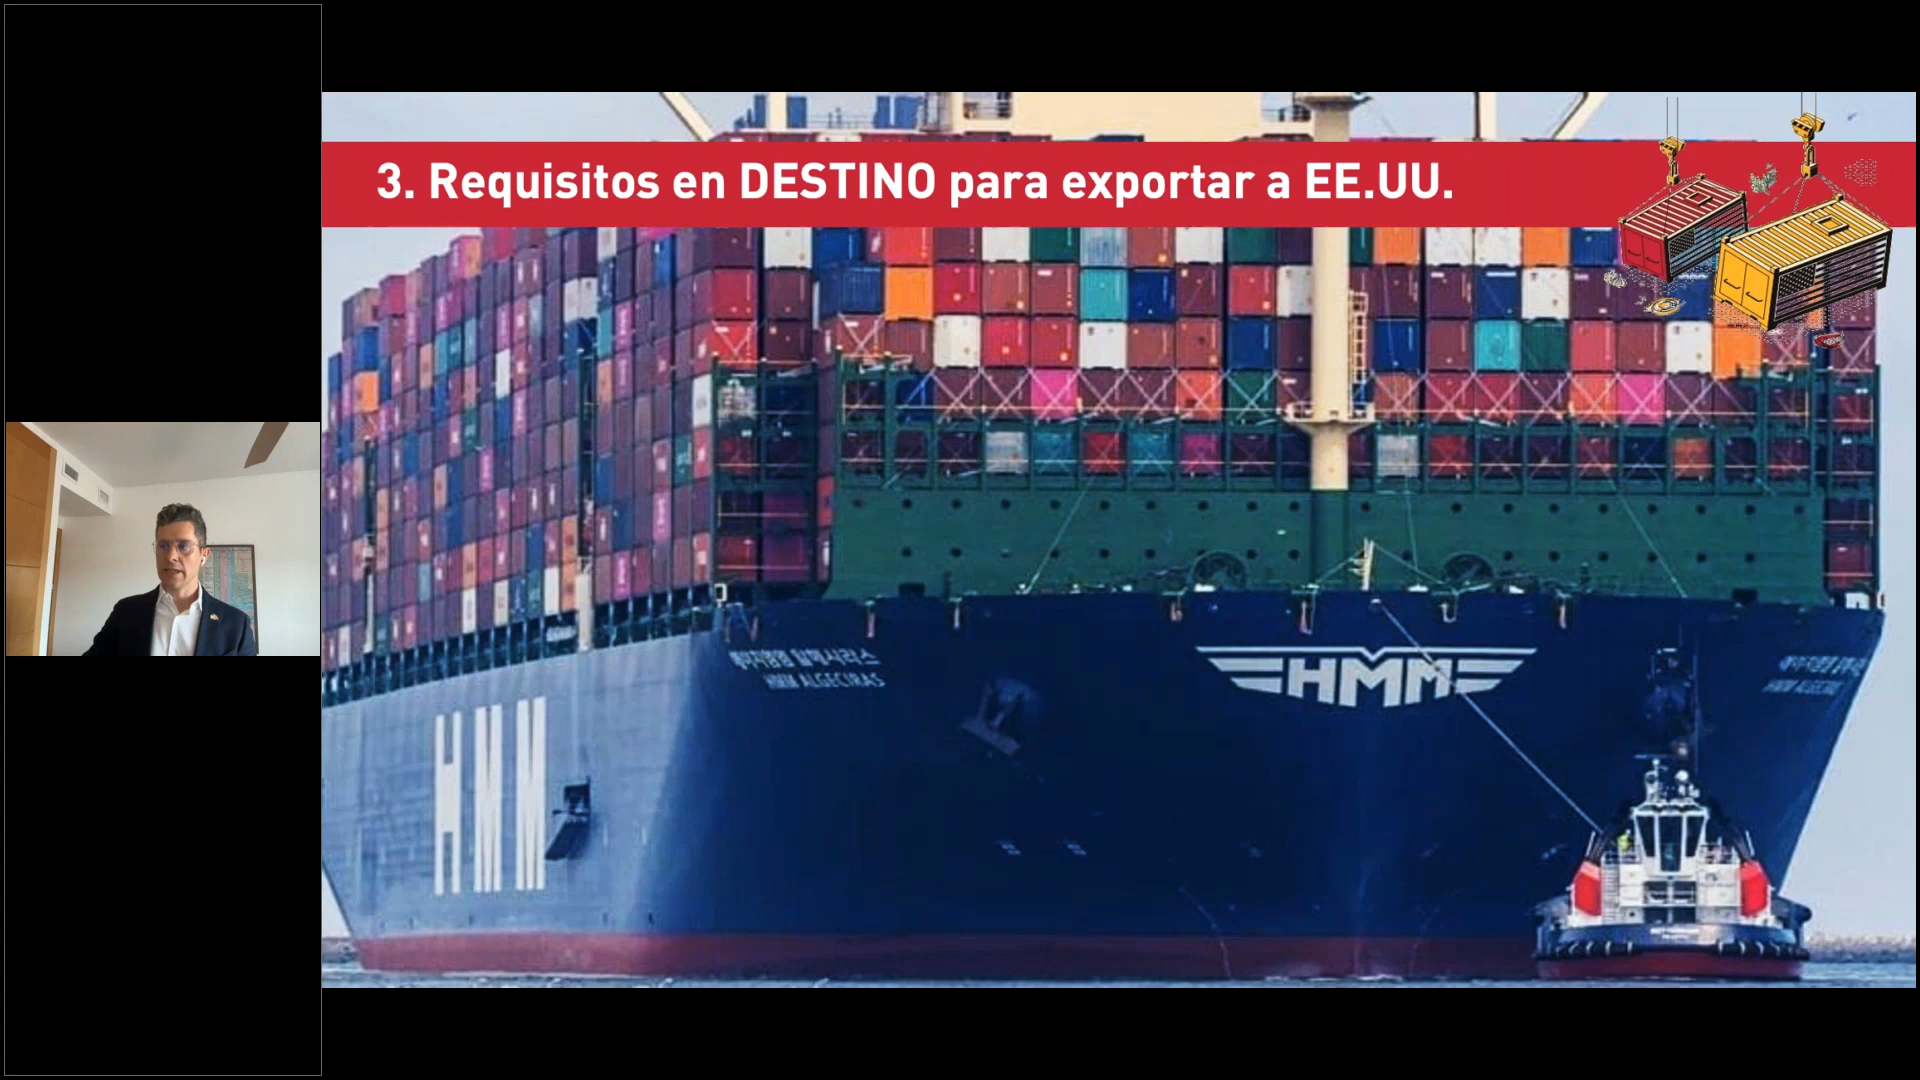 3. Requisitos en DESTINO para exportar a EE.UU.
HMM ALGECIRAS
HMM
HMM